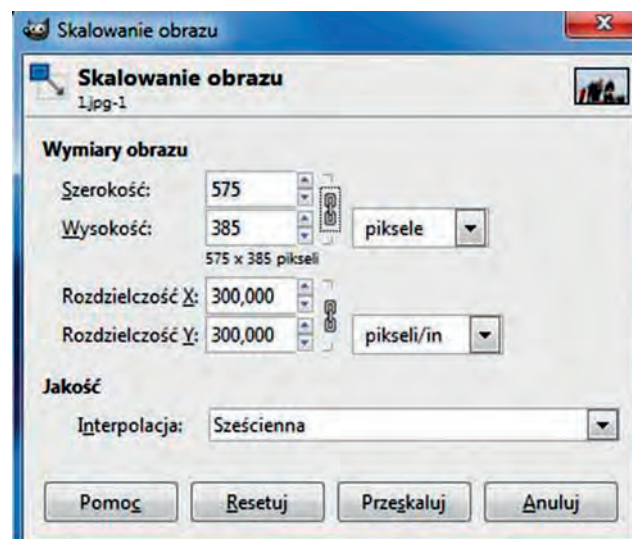 Skalowanie obrazu
Skalowanie obrazu
1.jpg-1
Wymiary obrazu
Szerokość: 575
Wysokość: 385 piksele
575 x 385 pikseli
Rozdzielczość X: 300,000
Rozdzielczość Y: 300,000 pikseli/in
Jakość
Interpolacja: Sześcienna
Pomoc Resetuj Przeskaluj Anuluj